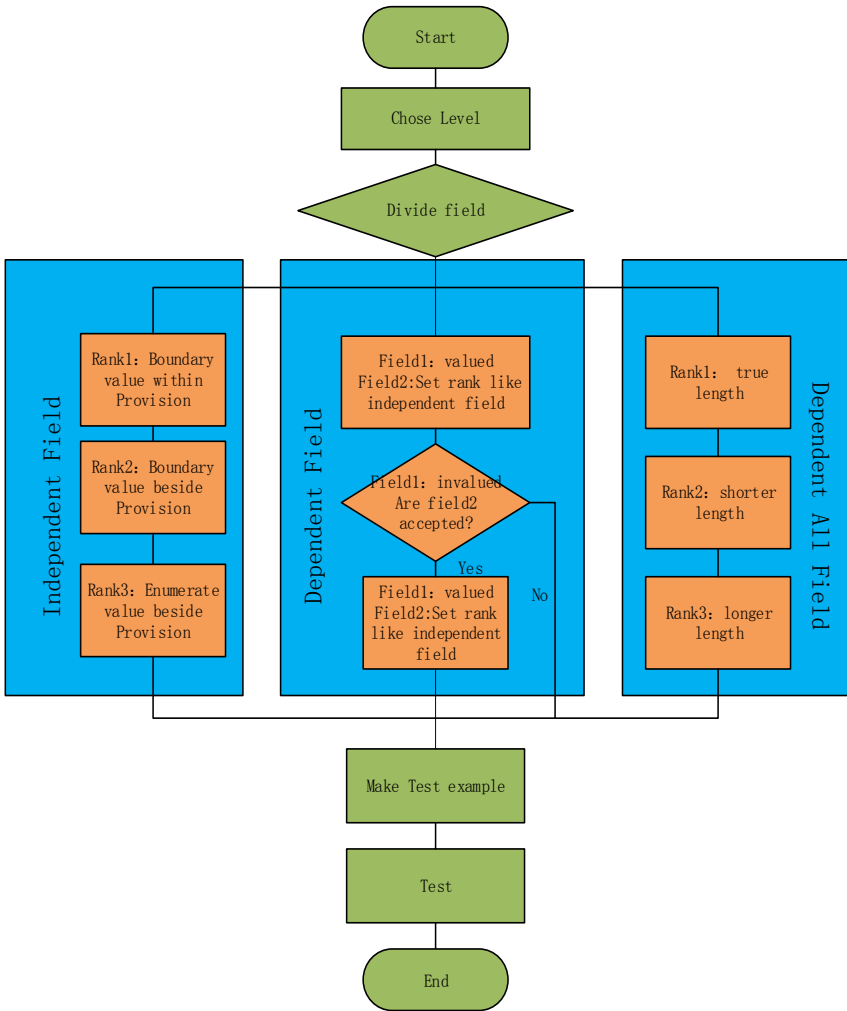 Start
Chose Level
Divide field
Independent Field
Rank1: Boundary
value within
Provision
Rank2: Boundary
value beside
Provision
Rank3: Enumerate
value beside
Provision
Dependent Field
Field1: valued
Field2:Set rank like
independent field
Field1: invalued
Are field2
accepted?
Yes
No
Field1: valued
Field2:Set rank
like independent
field
Dependent All Field
Rank1: true
length
Rank2: shorter
length
Rank3: longer
length
Make Test example
Test
End